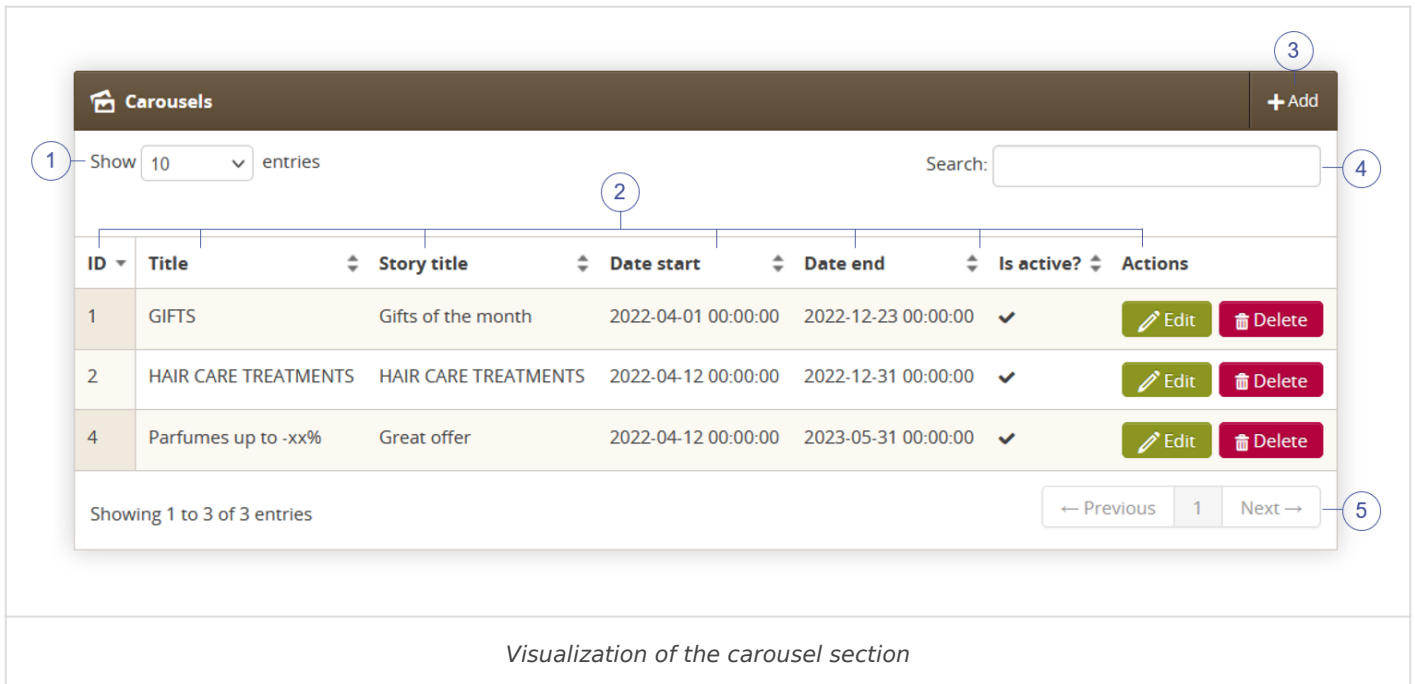 3
Carousels
Add
1
Show 10 entries
Search:
4
2
ID Title Story title Date start Date end Is active? Actions
1 GIFTS Gifts of the month 2022-04-01 00:00:00 2022-12-23 00:00:00 Edit Delete
2 HAIR CARE TREATMENTS HAIR CARE TREATMENTS 2022-04-12 00:00:00 2022-12-31 00:00:00 Edit Delete
4 Parfumes up to -xx% Great offer 2022-04-12 00:00:00 2023-05-31 00:00:00 Edit Delete
Showing 1 to 3 of 3 entries
← Previous 1 Next →
5
Visualization of the carousel section